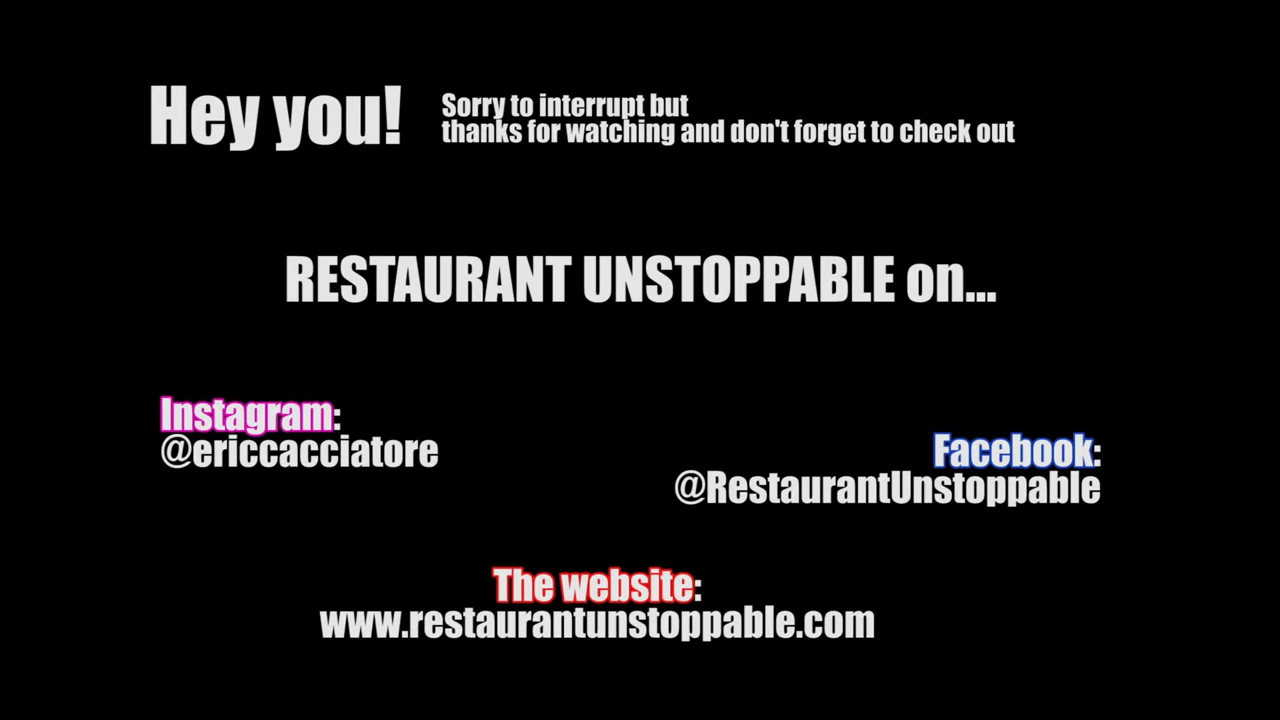 Hey you!
Sorry to interrupt but
thanks for watching and don't forget to check out
RESTAURANT UNSTOPPABLE on...
Instagram:
@ericcacciatore
Facebook:
@RestaurantUnstoppable
The website:
www.restaurantunstoppable.com